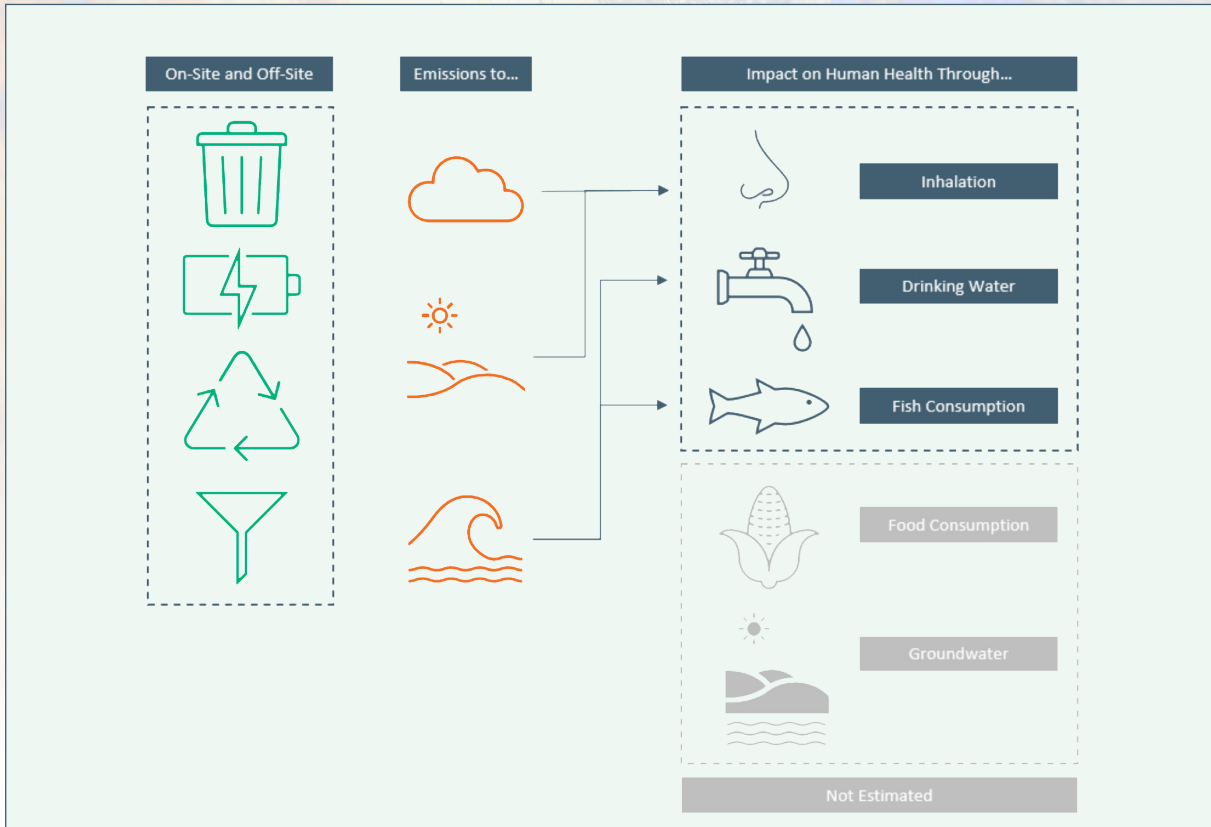 On-Site and Off-Site
Emissions to...
Impact on Human Health Through...
Inhalation
Drinking Water
Fish Consumption
Food Consumption
Groundwater
Not Estimated